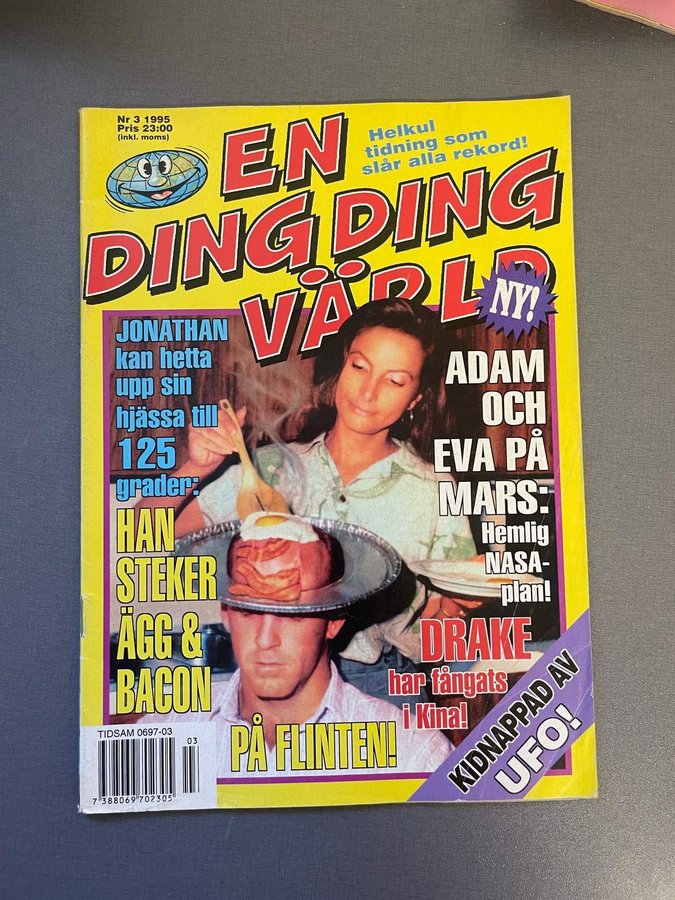 Nr 3 1995
Pris 23:00
(inkl. moms)
Helkul
tidning som
slår alla rekord!
EN
DING DING
VÄRLD
NY!
JONATHAN
kan hetta
upp sin
hjässa till
125
grader:
HAN
STEKER
ÄGG &
BACON
PÅ FLINTEN!
ADAM
OCH
EVA PÅ
MARS:
Hemlig
NASA-
plan!
DRAKE
har fångats
i Kina!
KIDNAPPAD AV
UFO!
TIDSAM 0697-03
03
7 388069 702305